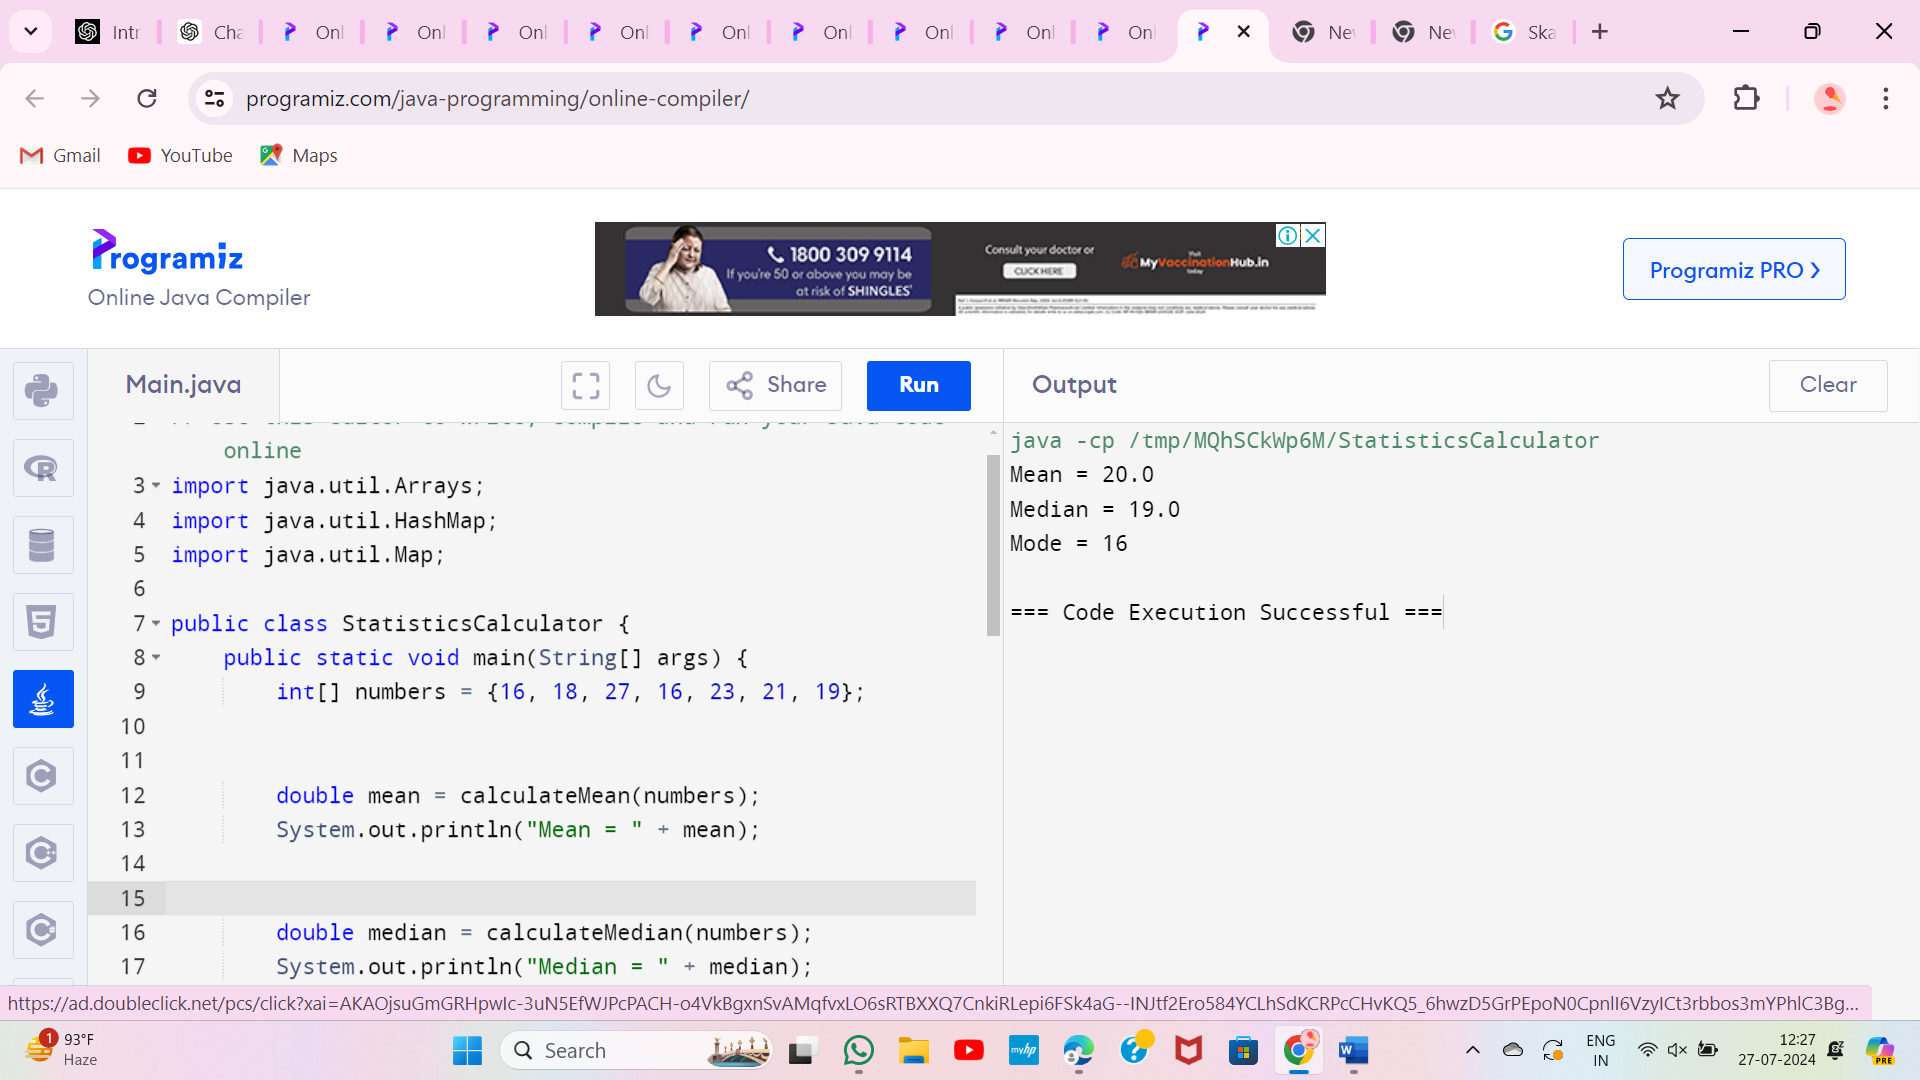 Intr
Cha
Onl
Onl
Onl
Onl
Onl
Onl
Onl
Onl
Onl
Nev
Nev
Ska
programiz.com/java-programming/online-compiler/
Gmail
YouTube
Maps
Programiz
Online Java Compiler
1800 309 9114
If you're 50 or above you may be
at risk of SHINGLES*
Consult your doctor or
CLICK HERE
Visit
MyVaccinationHub.in
today
Programiz PRO ❯
Main.java
Share
Run
Output
Clear
online
3 import java.util.Arrays;
4 import java.util.HashMap;
5 import java.util.Map;
6
7 public class StatisticsCalculator {
8 public static void main(String[] args) {
9 int[] numbers = {16, 18, 27, 16, 23, 21, 19};
10
11
12 double mean = calculateMean(numbers);
13 System.out.println("Mean = " + mean);
14
15
16 double median = calculateMedian(numbers);
17 System.out.println("Median = " + median);
java -cp /tmp/MQhSCkWp6M/StatisticsCalculator
Mean = 20.0
Median = 19.0
Mode = 16
=== Code Execution Successful ===
https://ad.doubleclick.net/pcs/click?xai=AKAOjsuGmGRHpwIc-3uN5EfWJPcPACH-o4VkBgxnSvAMqfvxLO6sRTBXXQ7CnkiRLepi6FSk4aG--INJtf2Ero584YCLhSdKCRPcCHvKQ5_6hwzD5GrPEpoN0CpnlI6VzyICt3rbbos3mYPhlC3Bg...
1
93°F
Haze
Search
myhp
ENG
IN
12:27
27-07-2024
PRE